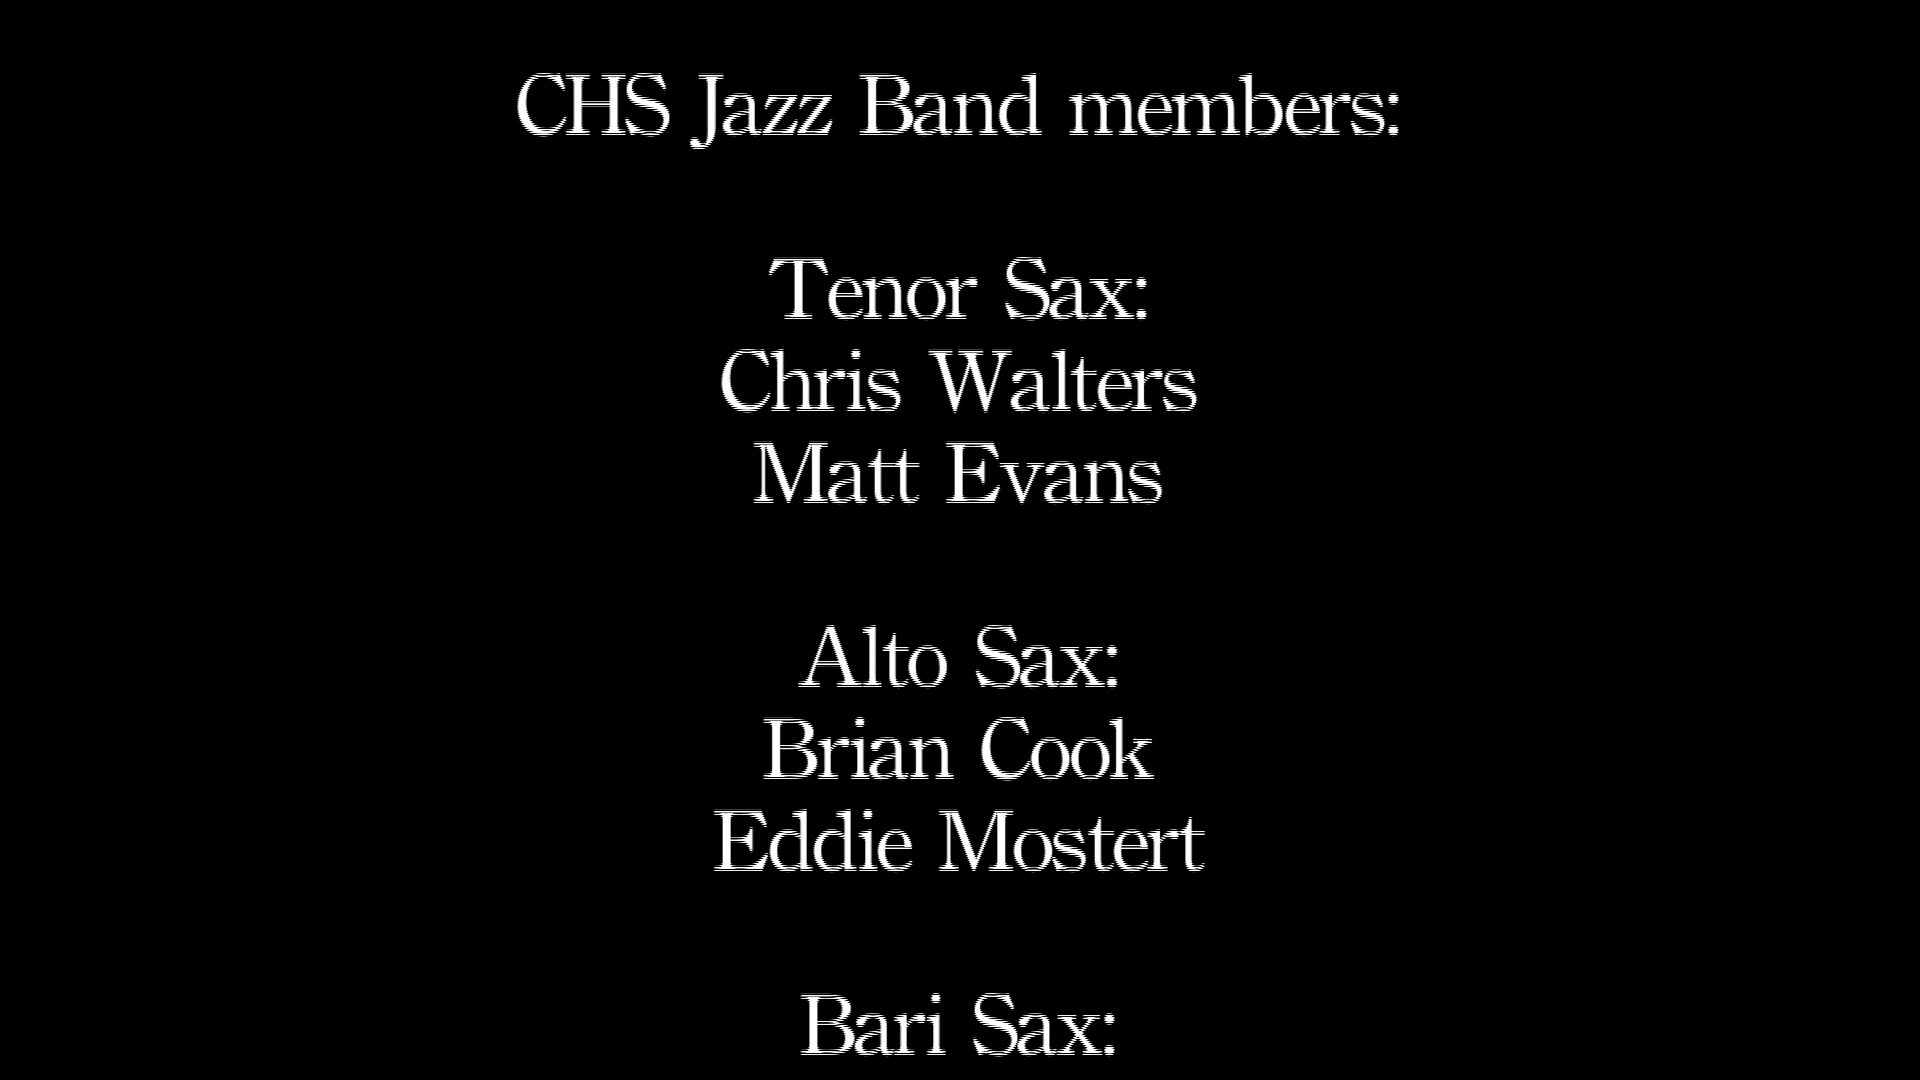 CHS Jazz Band members:
Tenor Sax:
Chris Walters
Matt Evans
Alto Sax:
Brian Cook
Eddie Mostert
Bari Sax: